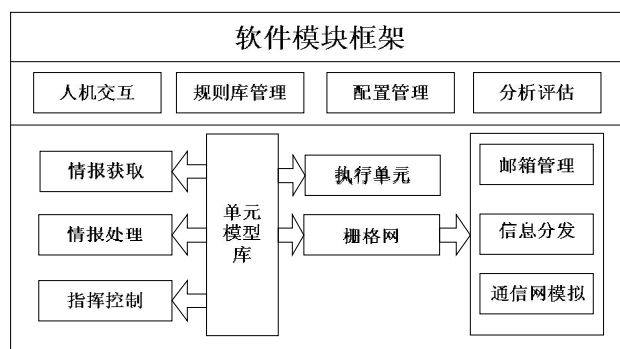 软件模块框架
人机交互
规则库管理
配置管理
分析评估
情报获取
情报处理
指挥控制
单元
模型
库
执行单元
栅格网
邮箱管理
信息分发
通信网模拟